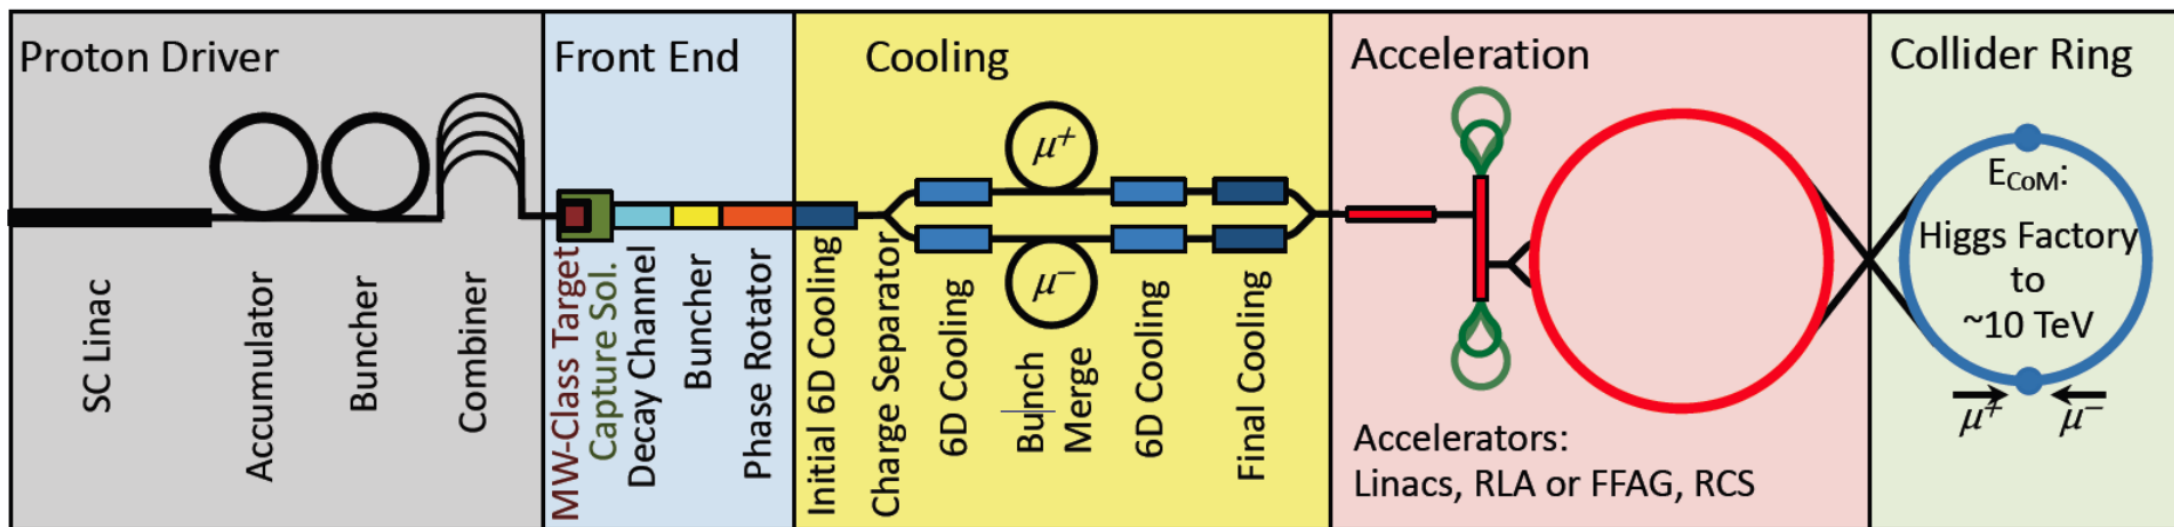 Proton Driver
SC Linac
Accumulator
Buncher
Combiner
Front End
MW-Class Target
Capture Sol.
Decay Channel
Buncher
Phase Rotator
Cooling
μ+
μ−
Initial 6D Cooling
Charge Separator
6D Cooling
Bunch
Merge
6D Cooling
Final Cooling
Acceleration
Accelerators:
Linacs, RLA or FFAG, RCS
Collider Ring
ECoM:
Higgs Factory
to
~10 TeV
μ+ μ−